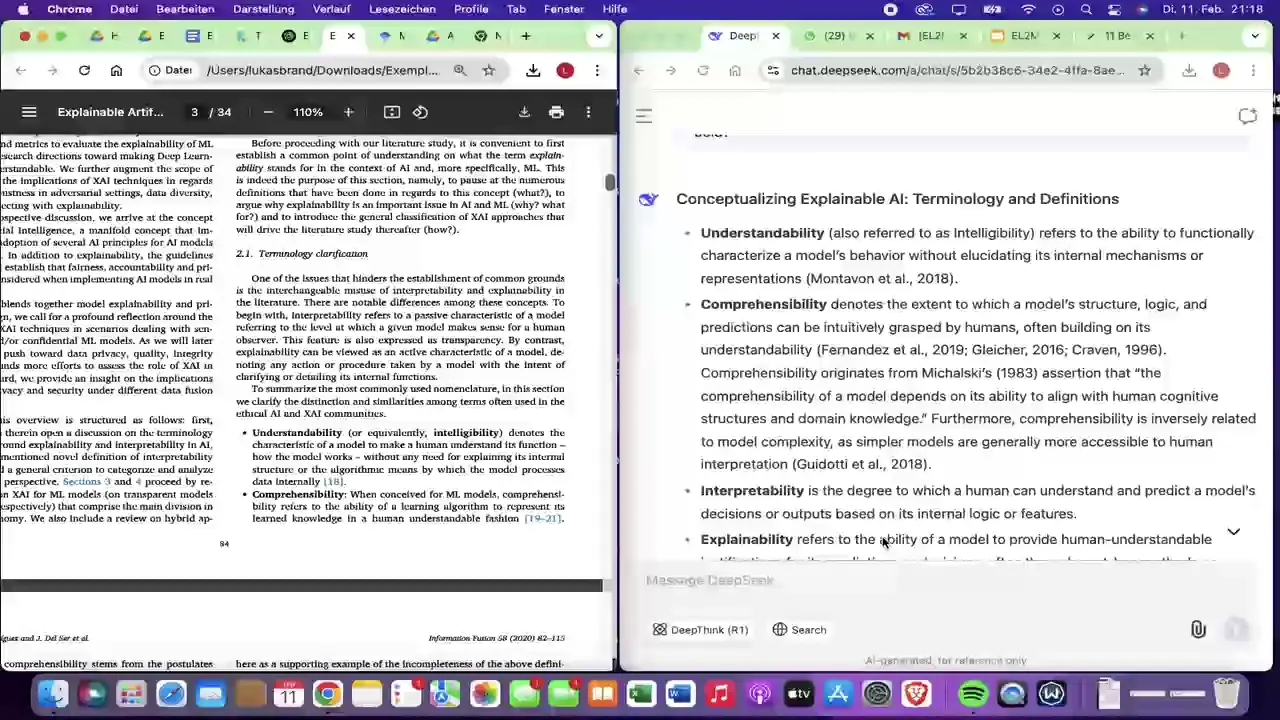 Chrome Datei Bearbeiten Darstellung Verlauf Lesezeichen Profile Tab Fenster Hilfe
Di. 11. Feb. 21:18
Datei /Users/lukasbrand/Downloads/Exempl...
Explainable Artif... 3 / 34 110%
nd metrics to evaluate the explainability of ML
search directions toward making Deep Learn-
erstandable. We further augment the scope of
the implications of XAI techniques in regards
ustness in adversarial settings, data diversity,
ecting with explainability.
ospective discussion, we arrive at the concept
ial Intelligence, a manifold concept that im-
adoption of several AI principles for AI models
. In addition to explainability, the guidelines
establish that fairness, accountability and pri-
nsidered when implementing AI models in real
blends together model explainability and pri-
gn, we call for a profound reflection around the
XAI techniques in scenarios dealing with sen-
d/or confidential ML models. As we will later
push toward data privacy, quality, integrity
unds more efforts to assess the role of XAI in
ard, we provide an insight on the implications
vacy and security under different data fusion
his overview is structured as follows: first,
therein open a discussion on the terminology
round explainability and interpretability in AI,
mentioned novel definition of interpretability
d a general criterion to categorize and analyze
perspective. Sections 3 and 4 proceed by re-
on XAI for ML models (on transparent models
espectively) that comprise the main division in
nomy. We also include a review on hybrid ap-
Before proceeding with our literature study, it is convenient to first
establish a common point of understanding on what the term explain-
ability stands for in the context of AI and, more specifically, ML. This
is indeed the purpose of this section, namely, to pause at the numerous
definitions that have been done in regards to this concept (what?), to
argue why explainability is an important issue in AI and ML (why? what
for?) and to introduce the general classification of XAI approaches that
will drive the literature study thereafter (how?).
2.1. Terminology clarification
One of the issues that hinders the establishment of common grounds
is the interchangeable misuse of interpretability and explainability in
the literature. There are notable differences among these concepts. To
begin with, interpretability refers to a passive characteristic of a model
referring to the level at which a given model makes sense for a human
observer. This feature is also expressed as transparency. By contrast,
explainability can be viewed as an active characteristic of a model, de-
noting any action or procedure taken by a model with the intent of
clarifying or detailing its internal functions.
To summarize the most commonly used nomenclature, in this section
we clarify the distinction and similarities among terms often used in the
ethical AI and XAI communities.
• Understandability (or equivalently, intelligibility) denotes the
characteristic of a model to make a human understand its function –
how the model works – without any need for explaining its internal
structure or the algorithmic means by which the model processes
data internally [18].
• Comprehensibility: When conceived for ML models, comprehensi-
bility refers to the ability of a learning algorithm to represent its
learned knowledge in a human understandable fashion [19–21].
84
íguez and J. Del Ser et al.
Information Fusion 58 (2020) 82–115
comprehensibility stems from the postulates
here as a supporting example of the incompleteness of the above defini-
(29) EL2M 11 Be
chat.deepseek.com/a/chat/s/5b2b38c6-34e2-4ffa-8ae...
Conceptualizing Explainable AI: Terminology and Definitions
• Understandability (also referred to as Intelligibility) refers to the ability to functionally
characterize a model's behavior without elucidating its internal mechanisms or
representations (Montavon et al., 2018).
• Comprehensibility denotes the extent to which a model's structure, logic, and
predictions can be intuitively grasped by humans, often building on its
understandability (Fernandez et al., 2019; Gleicher, 2016; Craven, 1996).
Comprehensibility originates from Michalski's (1983) assertion that “the
comprehensibility of a model depends on its ability to align with human cognitive
structures and domain knowledge.” Furthermore, comprehensibility is inversely related
to model complexity, as simpler models are generally more accessible to human
interpretation (Guidotti et al., 2018).
• Interpretability is the degree to which a human can understand and predict a model's
decisions or outputs based on its internal logic or features.
• Explainability refers to the ability of a model to provide human-understandable
Message DeepSeek
DeepThink (R1) Search
AI-generated, for reference only